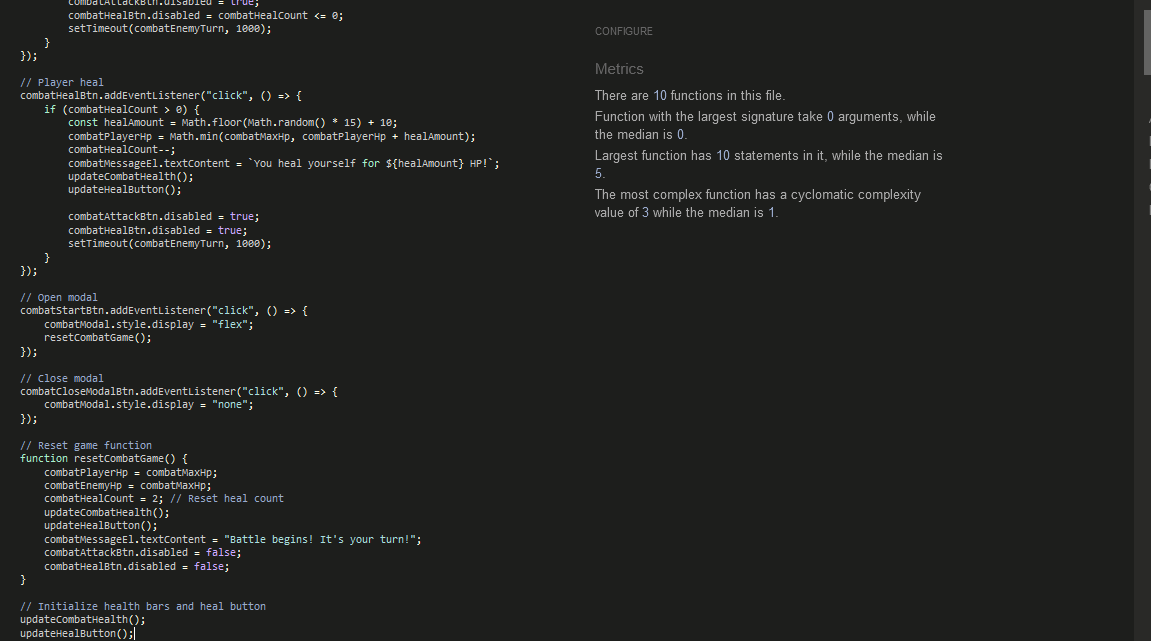 combatAttackBtn.disabled = true;
combatHealBtn.disabled = combatHealCount <= 0;
setTimeout(combatEnemyTurn, 1000);
}
});
// Player heal
combatHealBtn.addEventListener("click", () => {
if (combatHealCount > 0) {
const healAmount = Math.floor(Math.random() * 15) + 10;
combatPlayerHp = Math.min(combatMaxHp, combatPlayerHp + healAmount);
combatHealCount--;
combatMessageEl.textContent = `You heal yourself for ${healAmount} HP!`;
updateCombatHealth();
updateHealButton();
combatAttackBtn.disabled = true;
combatHealBtn.disabled = true;
setTimeout(combatEnemyTurn, 1000);
}
});
// Open modal
combatStartBtn.addEventListener("click", () => {
combatModal.style.display = "flex";
resetCombatGame();
});
// Close modal
combatCloseModalBtn.addEventListener("click", () => {
combatModal.style.display = "none";
});
// Reset game function
function resetCombatGame() {
combatPlayerHp = combatMaxHp;
combatEnemyHp = combatMaxHp;
combatHealCount = 2; // Reset heal count
updateCombatHealth();
updateHealButton();
combatMessageEl.textContent = "Battle begins! It's your turn!";
combatAttackBtn.disabled = false;
combatHealBtn.disabled = false;
}
// Initialize health bars and heal button
updateCombatHealth();
updateHealButton();
CONFIGURE
Metrics
There are 10 functions in this file.
Function with the largest signature take 0 arguments, while
the median is 0.
Largest function has 10 statements in it, while the median is
5.
The most complex function has a cyclomatic complexity
value of 3 while the median is 1.